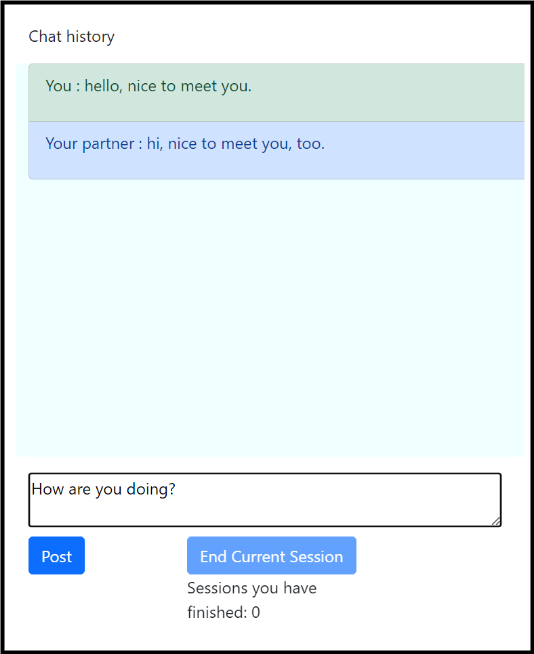 Chat history
You : hello, nice to meet you.
Your partner : hi, nice to meet you, too.
How are you doing?
Post
End Current Session
Sessions you have
finished: 0